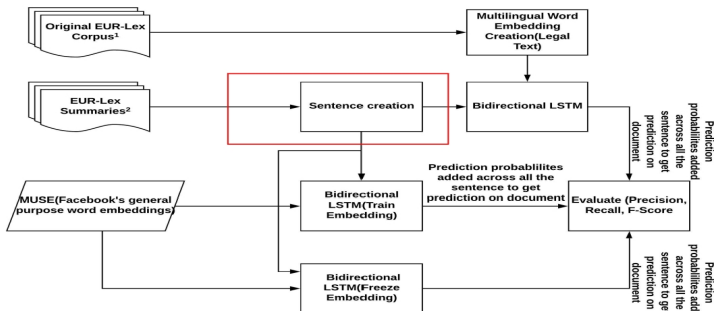 Original EUR-Lex
Corpus¹
Multilingual Word
Embedding
Creation(Legal
Text)
EUR-Lex
Summaries²
Sentence creation
Bidirectional LSTM
Prediction
probablilites added
across all the
sentence to get
prediction on
document
MUSE(Facebook's general
purpose word embeddings)
Bidirectional
LSTM(Train
Embedding)
Prediction probablilites
added across all the
sentence to get
prediction on document
Evaluate (Precision,
Recall, F-Score
Bidirectional
LSTM(Freeze
Embedding)
Prediction
probablilites add
across all the
sentence to get
prediction on
document